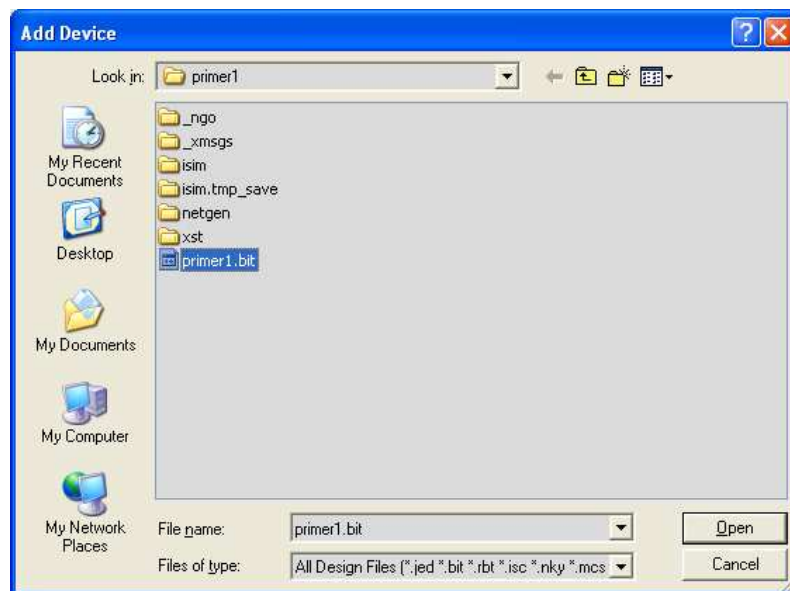 Add Device
Look in: primer1
_ngo
_xmsgs
isim
isim.tmp_save
netgen
xst
primer1.bit
My Recent
Documents
Desktop
My Documents
My Computer
My Network
Places
File name: primer1.bit Open
Files of type: All Design Files (*.jed *.bit *.rbt *.isc *.nky *.mcs Cancel